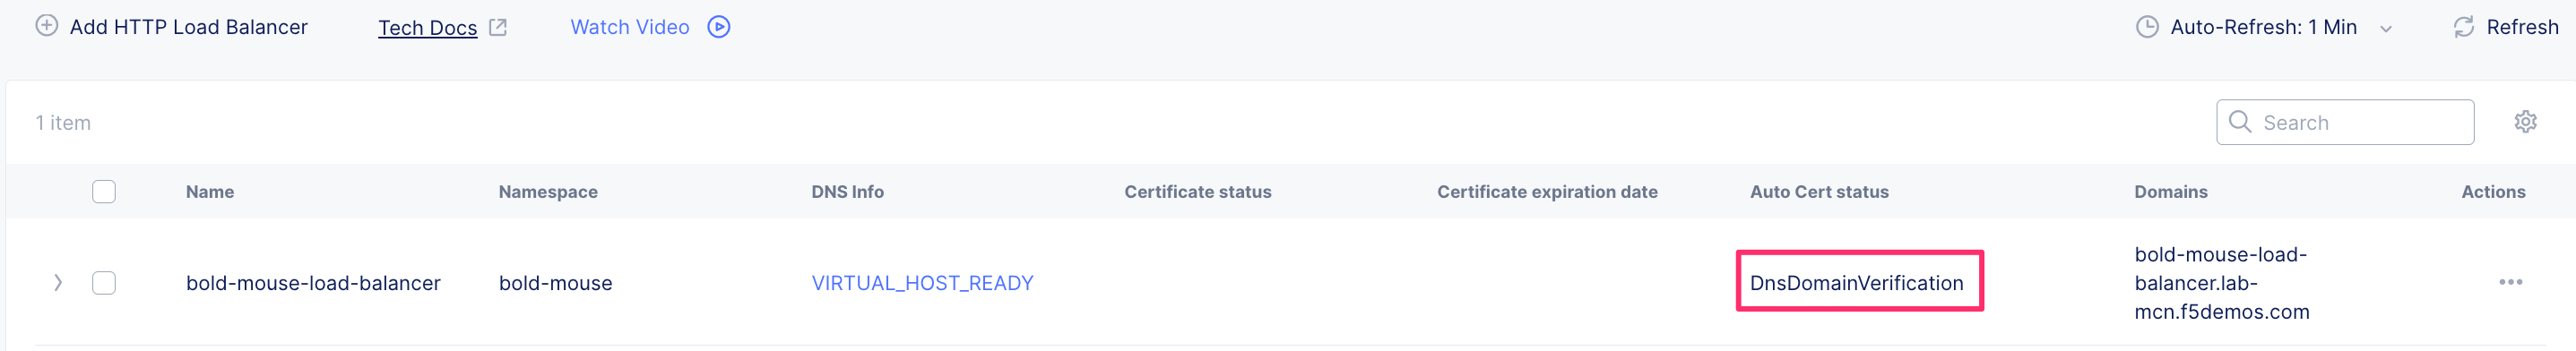 Add HTTP Load Balancer Tech Docs Watch Video Auto-Refresh: 1 Min Refresh
1 item Search
Name Namespace DNS Info Certificate status Certificate expiration date Auto Cert status Domains Actions
bold-mouse-load-balancer bold-mouse VIRTUAL_HOST_READY DnsDomainVerification bold-mouse-load-
balancer.lab-
mcn.f5demos.com